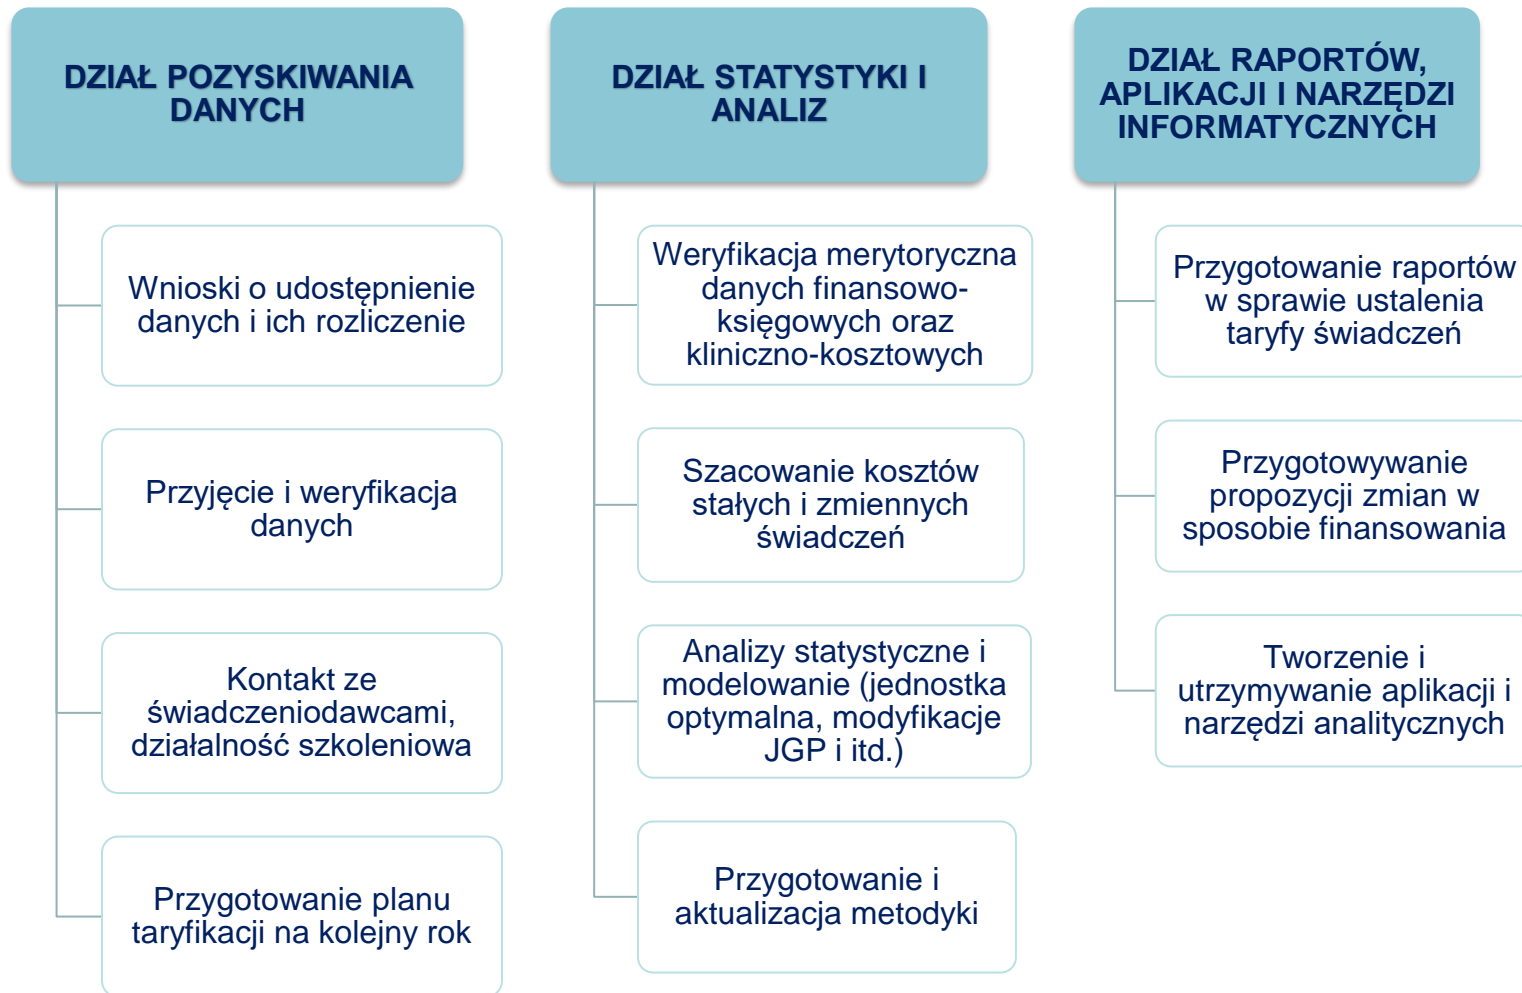 DZIAŁ POZYSKIWANIA
DANYCH
Wnioski o udostępnienie
danych i ich rozliczenie
Przyjęcie i weryfikacja
danych
Kontakt ze
świadczeniodawcami,
działalność szkoleniowa
Przygotowanie planu
taryfikacji na kolejny rok
DZIAŁ STATYSTYKI I
ANALIZ
Weryfikacja merytoryczna
danych finansowo-
księgowych oraz
kliniczno-kosztowych
Szacowanie kosztów
stałych i zmiennych
świadczeń
Analizy statystyczne i
modelowanie (jednostka
optymalna, modyfikacje
JGP i itd.)
Przygotowanie i
aktualizacja metodyki
DZIAŁ RAPORTÓW,
APLIKACJI I NARZĘDZI
INFORMATYCZNYCH
Przygotowanie raportów
w sprawie ustalenia
taryfy świadczeń
Przygotowywanie
propozycji zmian w
sposobie finansowania
Tworzenie i
utrzymywanie aplikacji i
narzędzi analitycznych